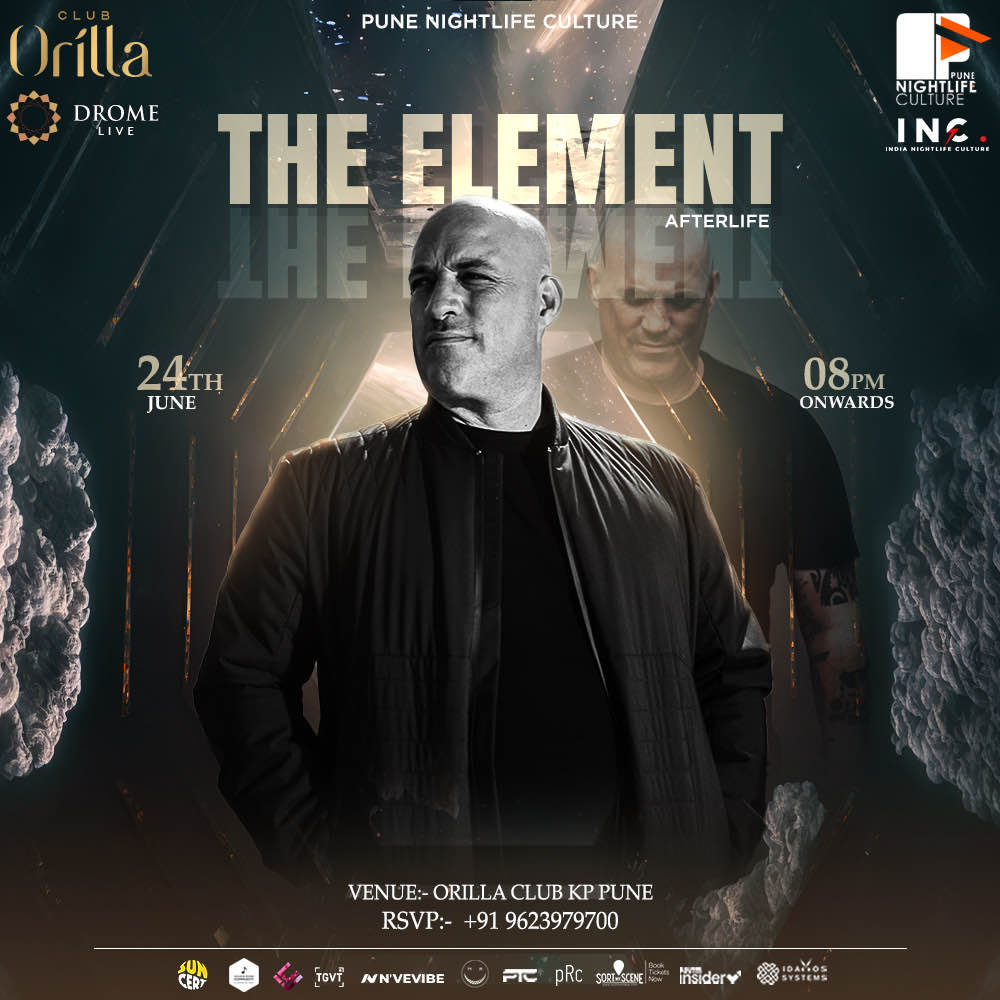 CLUB
Orilla
DROME
LIVE
PUNE NIGHTLIFE CULTURE
PUNE
NIGHTLIFE
CULTURE
INC.
INDIA NIGHTLIFE CULTURE
THE ELEMENT
AFTERLIFE
24TH
JUNE
08PM
ONWARDS
VENUE:- ORILLA CLUB KP PUNE
RSVP:- +91 9623979700
SUN
CERT
TGVT
N'VEVIBE
PTC
pRc
SORT MY SCENE
Book
Tickets
Now
insider
IDAMOS
SYSTEMS